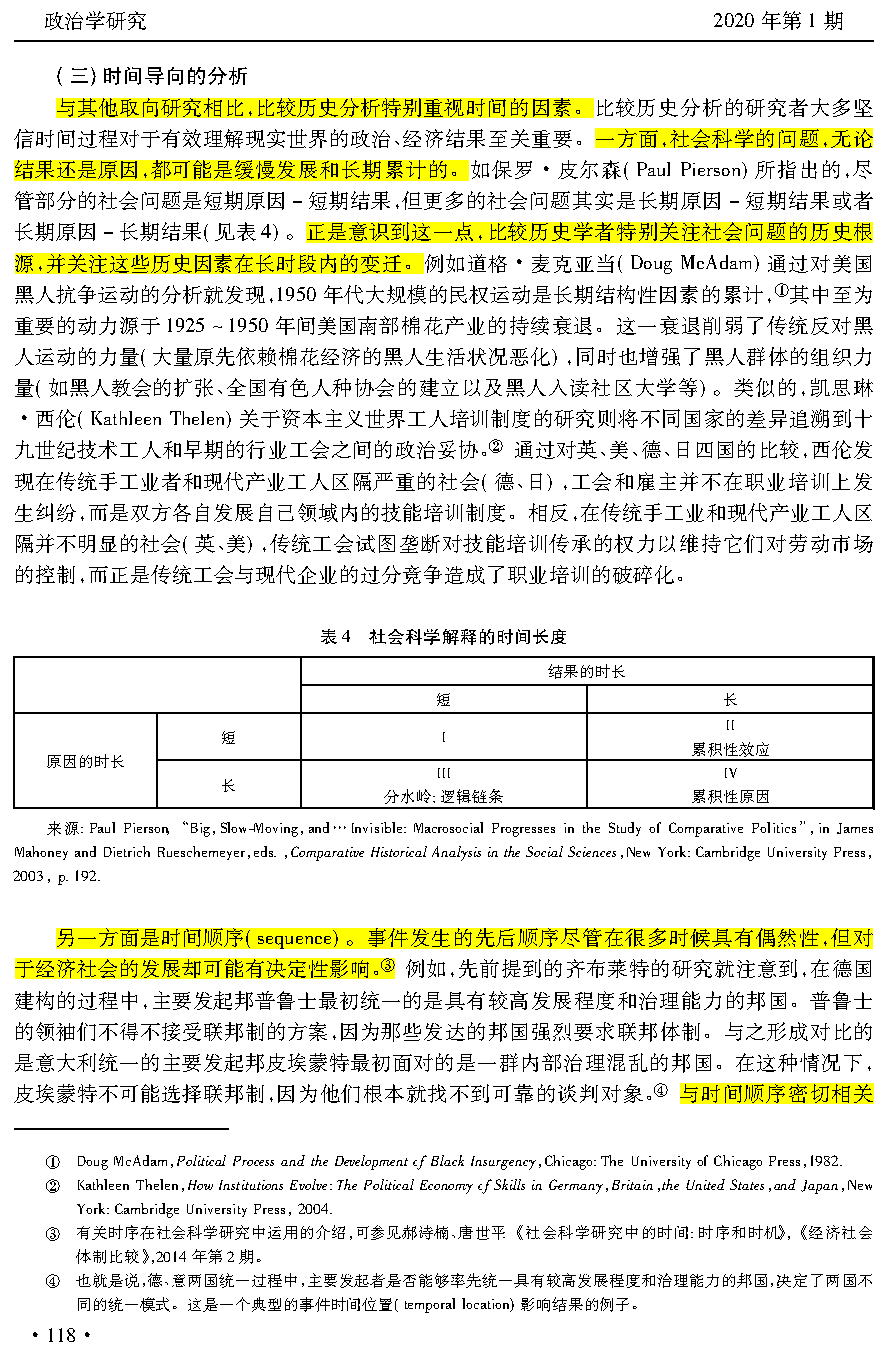 政治学研究 2020 年第 1 期
(三)时间导向的分析
与其他取向研究相比,比较历史分析特别重视时间的因素。比较历史分析的研究者大多坚
信时间过程对于有效理解现实世界的政治、经济结果至关重要。一方面,社会科学的问题,无论
结果还是原因,都可能是缓慢发展和长期累计的。如保罗·皮尔森(Paul Pierson)所指出的,尽
管部分的社会问题是短期原因－短期结果,但更多的社会问题其实是长期原因－短期结果或者
长期原因－长期结果(见表4)。正是意识到这一点,比较历史学者特别关注社会问题的历史根
源,并关注这些历史因素在长时段内的变迁。例如道格·麦克亚当(Doug McAdam)通过对美国
黑人抗争运动的分析就发现,1950 年代大规模的民权运动是长期结构性因素的累计,①其中至为
重要的动力源于 1925 ~ 1950 年间美国南部棉花产业的持续衰退。这一衰退削弱了传统反对黑
人运动的力量(大量原先依赖棉花经济的黑人生活状况恶化),同时也增强了黑人群体的组织力
量(如黑人教会的扩张、全国有色人种协会的建立以及黑人入读社区大学等)。类似的,凯思琳
·西伦(Kathleen Thelen)关于资本主义世界工人培训制度的研究则将不同国家的差异追溯到十
九世纪技术工人和早期的行业工会之间的政治妥协。② 通过对英、美、德、日四国的比较,西伦发
现在传统手工业者和现代产业工人区隔严重的社会(德、日),工会和雇主并不在职业培训上发
生纠纷,而是双方各自发展自己领域内的技能培训制度。相反,在传统手工业和现代产业工人区
隔并不明显的社会(英、美),传统工会试图垄断对技能培训传承的权力以维持它们对劳动市场
的控制,而正是传统工会与现代企业的过分竞争造成了职业培训的破碎化。
表 4 社会科学解释的时间长度
结果的时长
短 长
原因的时长
短 I II
累积性效应
长 III
分水岭;逻辑链条 IV
累积性原因
来源: Paul Pierson, “Big, Slow-Moving, and…Invisible: Macrosocial Progresses in the Study of Comparative Politics”, in James
Mahoney and Dietrich Rueschemeyer, eds. , Comparative Historical Analysis in the Social Sciences, New York: Cambridge University Press,
2003, p. 192.
另一方面是时间顺序(sequence)。事件发生的先后顺序尽管在很多时候具有偶然性,但对
于经济社会的发展却可能有决定性影响。③ 例如,先前提到的齐布莱特的研究就注意到,在德国
建构的过程中,主要发起邦普鲁士最初统一的是具有较高发展程度和治理能力的邦国。普鲁士
的领袖们不得不接受联邦制的方案,因为那些发达的邦国强烈要求联邦体制。与之形成对比的
是意大利统一的主要发起邦皮埃蒙特最初面对的是一群内部治理混乱的邦国。在这种情况下,
皮埃蒙特不可能选择联邦制,因为他们根本就找不到可靠的谈判对象。④ 与时间顺序密切相关
① Doug McAdam, Political Process and the Development of Black Insurgency, Chicago: The University of Chicago Press, 1982.
② Kathleen Thelen, How Institutions Evolve: The Political Economy of Skills in Germany, Britain, the United States, and Japan, New
York: Cambridge University Press, 2004.
③ 有关时序在社会科学研究中运用的介绍,可参见郝诗楠、唐世平《社会科学研究中的时间: 时序和时机》,《经济社会
体制比较》,2014 年第 2 期。
④ 也就是说,德、意两国统一过程中,主要发起者是否能够率先统一具有较高发展程度和治理能力的邦国,决定了两国不
同的统一模式。这是一个典型的事件时间位置(temporal location)影响结果的例子。
·118·